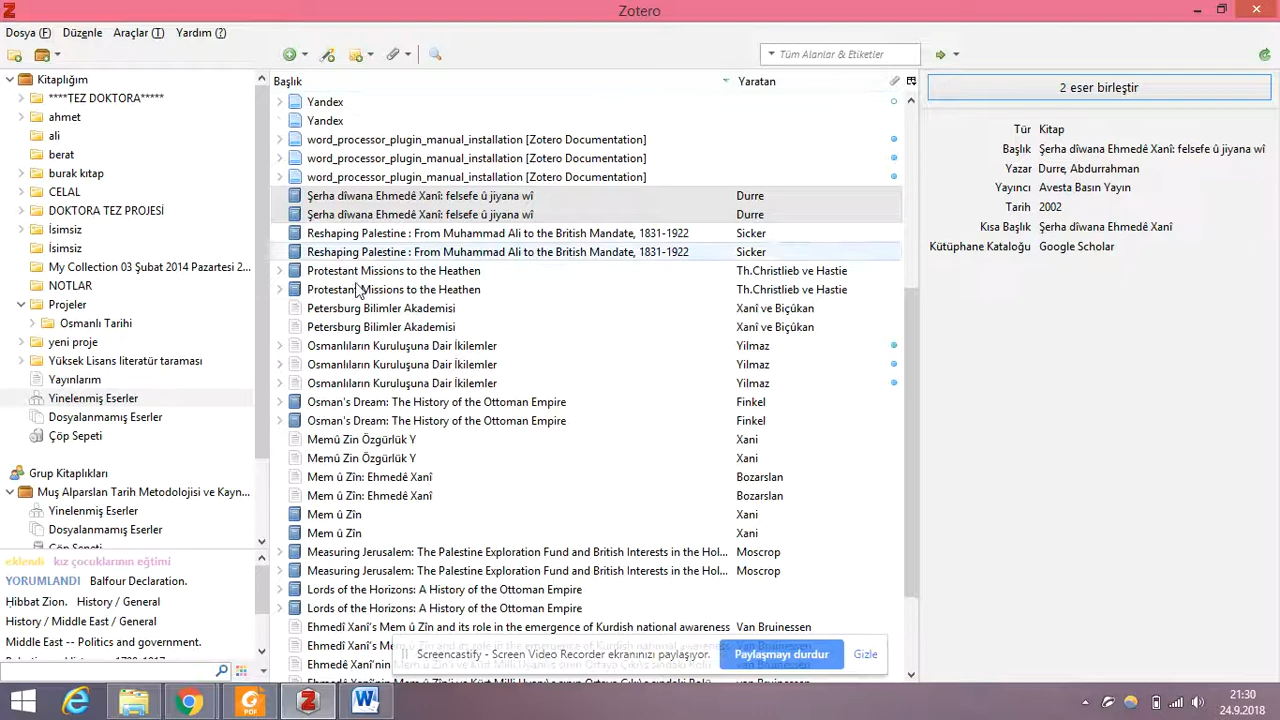 Zotero
Dosya (F) Düzenle Araçlar (T) Yardım (?)
Tüm Alanlar & Etiketler
Kitaplığım
****TEZ DOKTORA*****
ahmet
ali
berat
burak kıtap
CELAL
DOKTORA TEZ PROJESİ
İsimsiz
İsimsiz
My Collection 03 Şubat 2014 Pazartesi 2...
NOTLAR
Projeler
Osmanlı Tarihi
yeni proje
Yüksek Lisans literatür taraması
Yayınlarım
Yinelenmiş Eserler
Dosyalanmamış Eserler
Çöp Sepeti
Grup Kitaplıkları
Muş Alparslan Tarih Metodolojisi ve Kayn...
Yinelenmiş Eserler
Dosyalanmamış Eserler
Çöp Sepeti
eklendi kız çocuklarının eğtimi
YORUMLANDI Balfour Declaration.
Ḥibbat Zion. History / General
History / Middle East / General
Middle East -- Politics and government.
Başlık Yaratan
Yandex
Yandex
word_processor_plugin_manual_installation [Zotero Documentation]
word_processor_plugin_manual_installation [Zotero Documentation]
word_processor_plugin_manual_installation [Zotero Documentation]
Şerha dîwana Ehmedê Xanî: felsefe û jiyana wî Durre
Şerha dîwana Ehmedê Xanî: felsefe û jiyana wî Durre
Reshaping Palestine : From Muhammad Ali to the British Mandate, 1831-1922 Sicker
Reshaping Palestine : From Muhammad Ali to the British Mandate, 1831-1922 Sicker
Protestant Missions to the Heathen Th.Christlieb ve Hastie
Protestant Missions to the Heathen Th.Christlieb ve Hastie
Petersburg Bilimler Akademisi Xanî ve Biçûkan
Petersburg Bilimler Akademisi Xanî ve Biçûkan
Osmanlıların Kuruluşuna Dair İkilemler Yilmaz
Osmanlıların Kuruluşuna Dair İkilemler Yilmaz
Osmanlıların Kuruluşuna Dair İkilemler Yilmaz
Osman's Dream: The History of the Ottoman Empire Finkel
Osman's Dream: The History of the Ottoman Empire Finkel
Memû Zin Özgürlük Y Xani
Memû Zin Özgürlük Y Xani
Mem û Zîn: Ehmedê Xanî Bozarslan
Mem û Zîn: Ehmedê Xanî Bozarslan
Mem û Zîn Xani
Mem û Zîn Xani
Measuring Jerusalem: The Palestine Exploration Fund and British Interests in the Hol... Moscrop
Measuring Jerusalem: The Palestine Exploration Fund and British Interests in the Hol... Moscrop
Lords of the Horizons: A History of the Ottoman Empire
Lords of the Horizons: A History of the Ottoman Empire
Ehmedî Xanî's Mem û Zîn and its role in the emergence of Kurdish national awareness Van Bruinessen
Screencastify - Screen Video Recorder ekranınızı paylaşıyor. Paylaşmayı durdur Gizle
2 eser birleştir
Tür Kitap
Başlık Şerha dîwana Ehmedê Xanî: felsefe û jiyana wî
Yazar Durre, Abdurrahman
Yayıncı Avesta Basın Yayin
Tarih 2002
Kısa Başlık Şerha dîwana Ehmedê Xanî
Kütüphane Kataloğu Google Scholar
21:30
24.9.2018